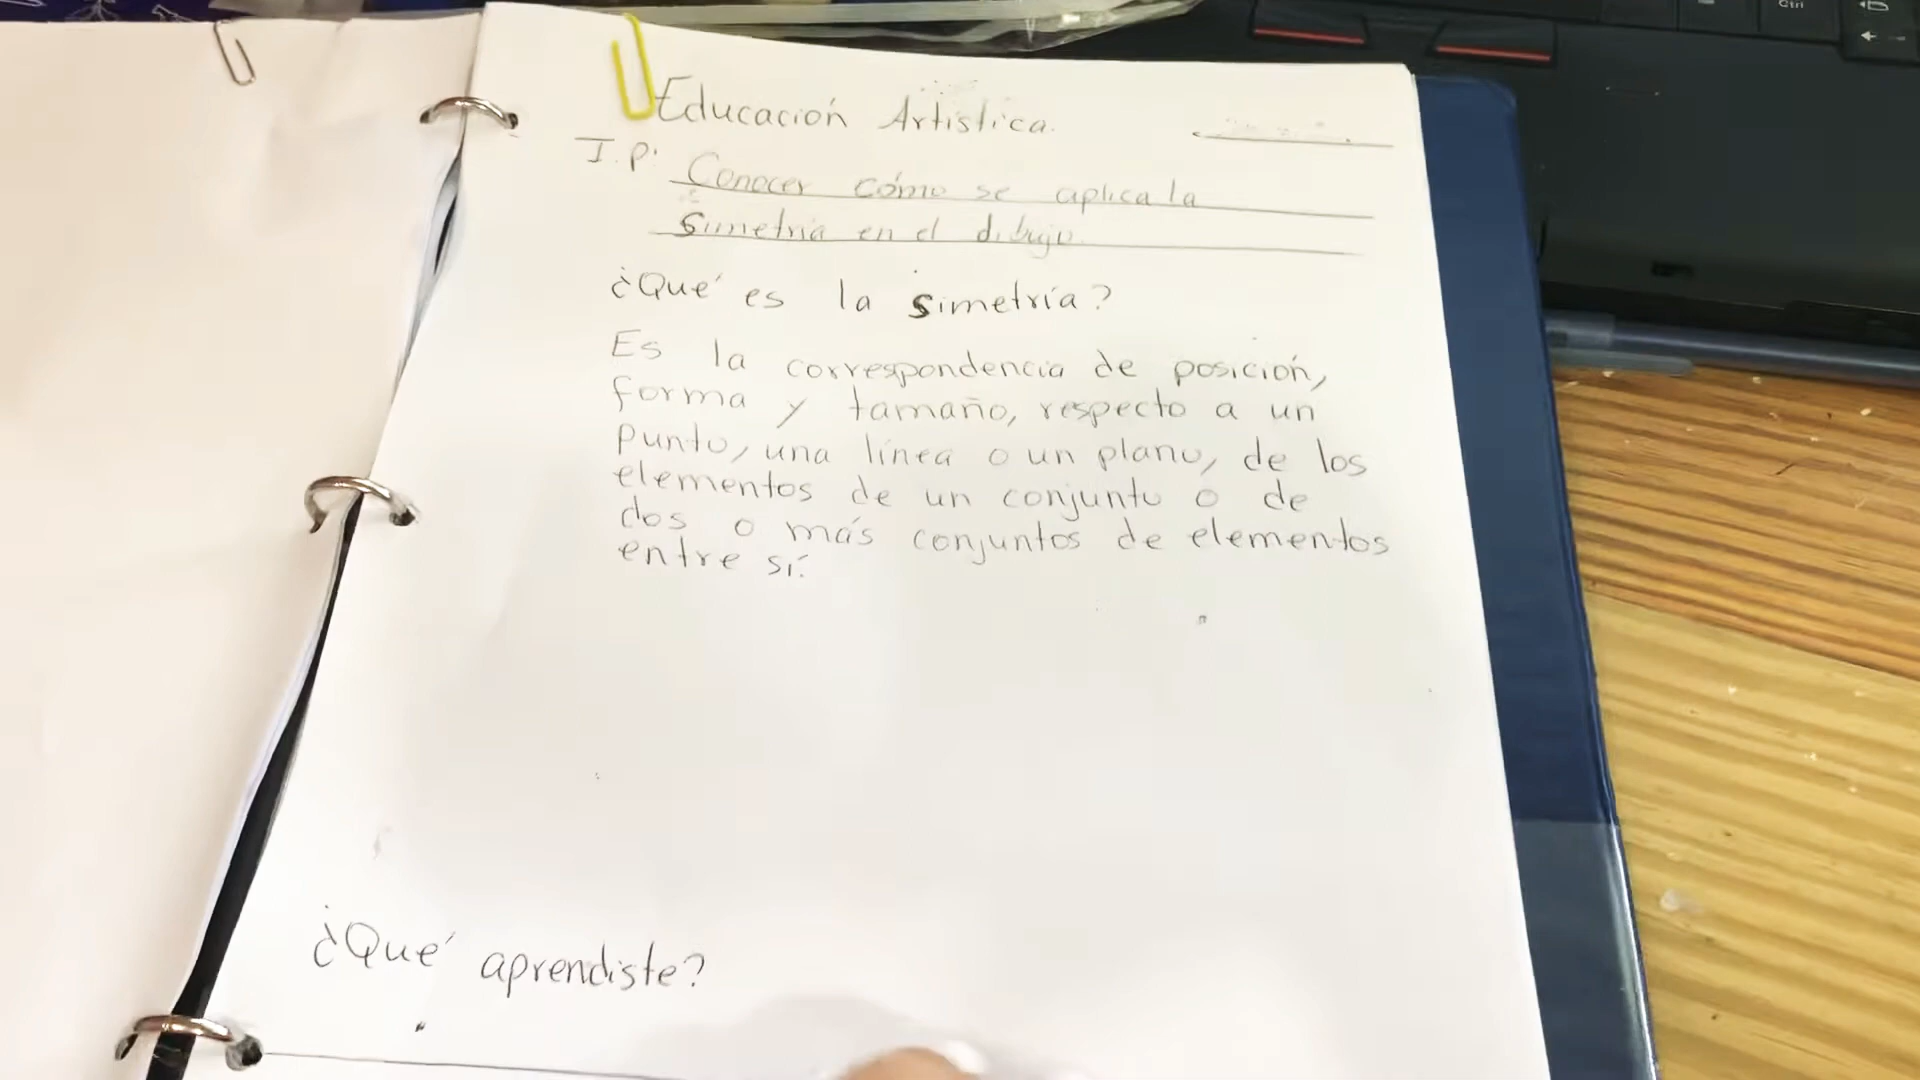 Educación Artística.
I.P. Conocer cómo se aplica la
simetría en el dibujo.
¿Qué es la simetría?
Es la correspondencia de posición,
forma y tamaño, respecto a un
punto, una línea o un plano, de los
elementos de un conjunto o de
dos o más conjuntos de elementos
entre sí.
¿Qué aprendiste?
Ctrl